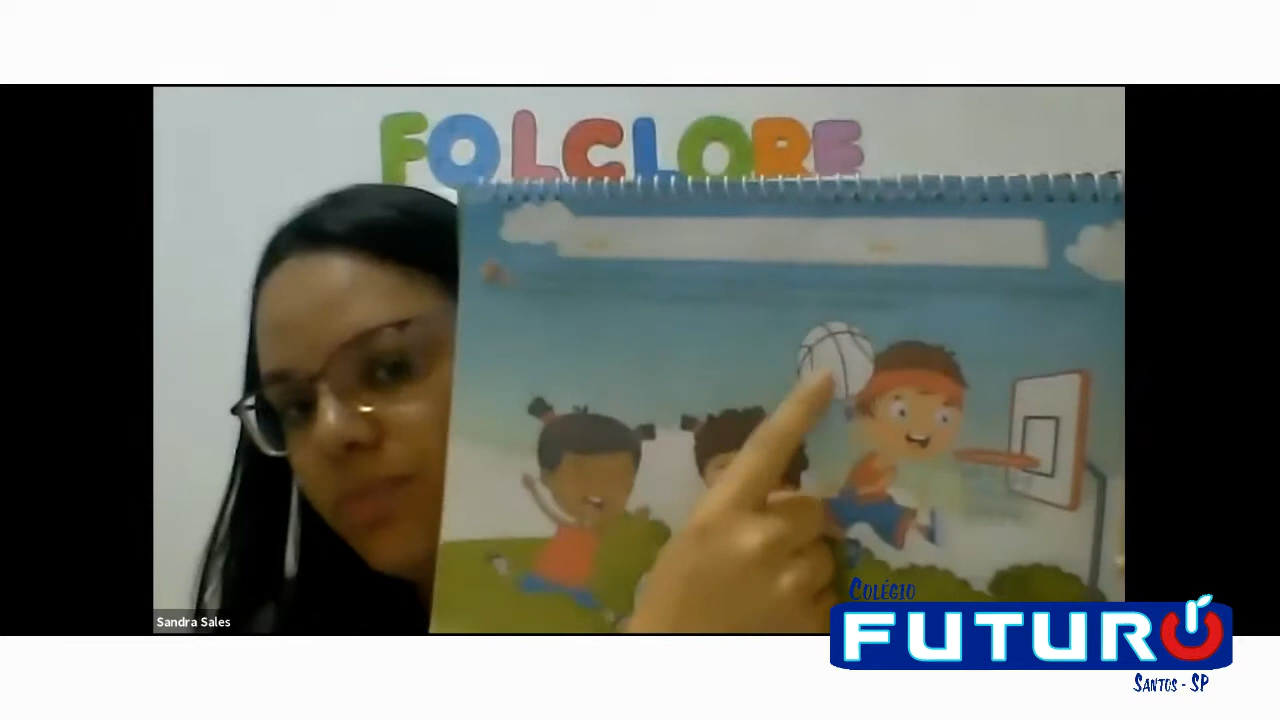 FOLCLORE
Sandra Sales
COLÉGIO
FUTURO
SANTOS - SP